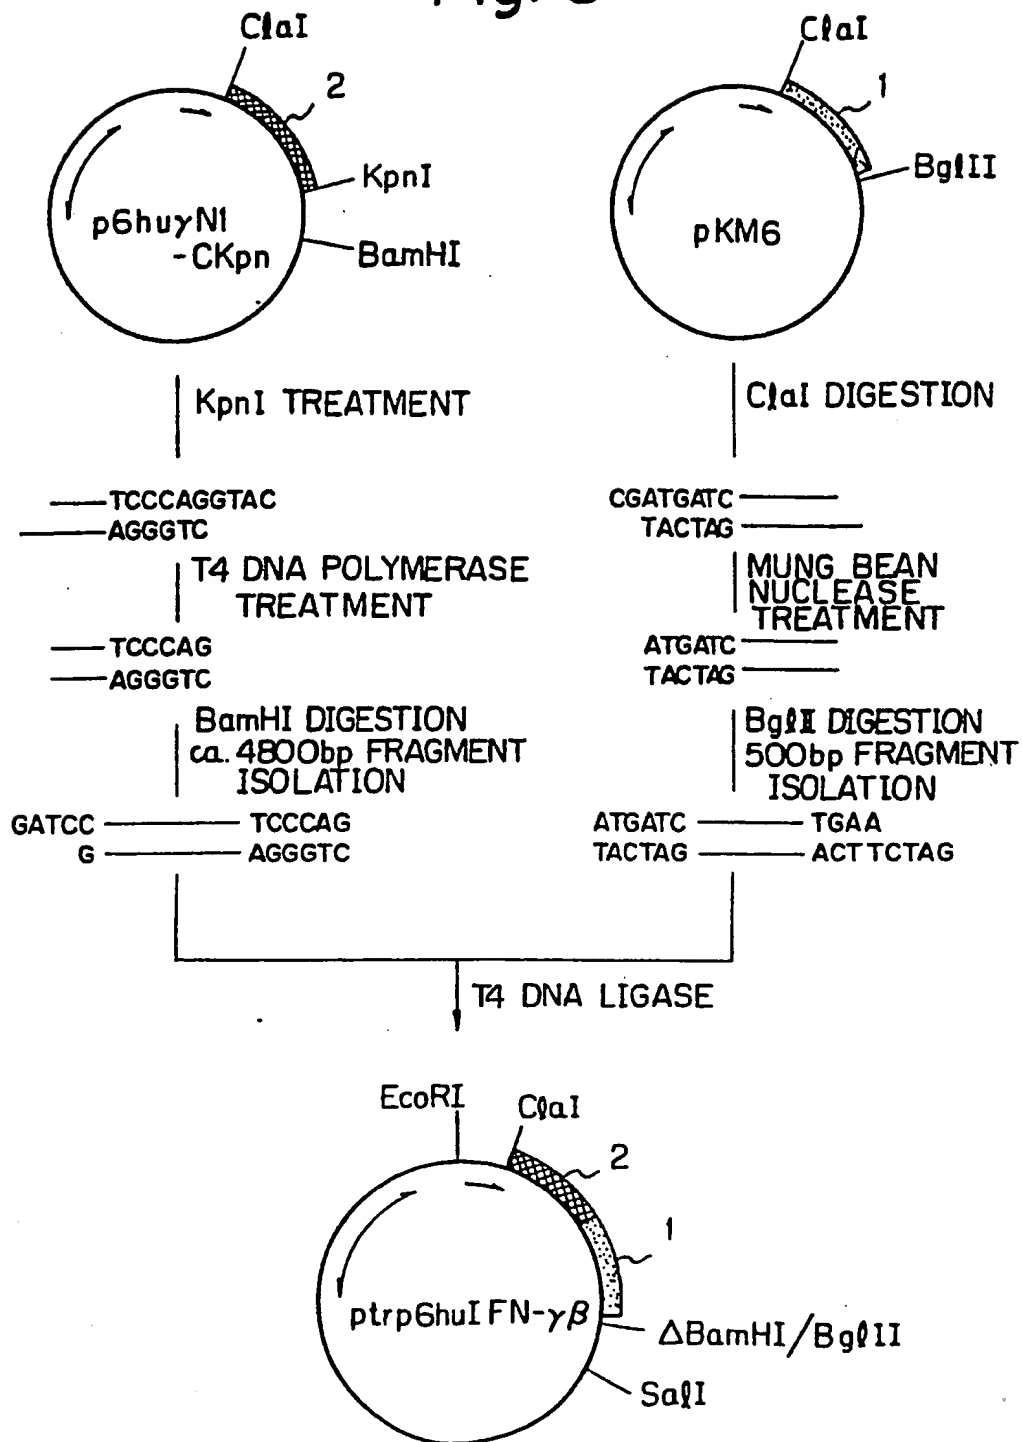 ClaI
2
KpnI
BamHI
p6huγN1
-CKpn
ClaI
1
BglII
pKM6
KpnI TREATMENT
ClaI DIGESTION
TCCCAGGTAC
AGGGTC
CGATGATC
TACTAG
T4 DNA POLYMERASE
TREATMENT
MUNG BEAN
NUCLEASE
TREATMENT
TCCCAG
AGGGTC
ATGATC
TACTAG
BamHI DIGESTION
ca. 4800bp FRAGMENT
ISOLATION
BglII DIGESTION
500bp FRAGMENT
ISOLATION
GATCC TCCCAG
G AGGGTC
ATGATC TGAA
TACTAG ACTTCTAG
T4 DNA LIGASE
EcoRI
ClaI
2
1
ptrp6huIFN-γβ
ΔBamHI/BglII
SalI